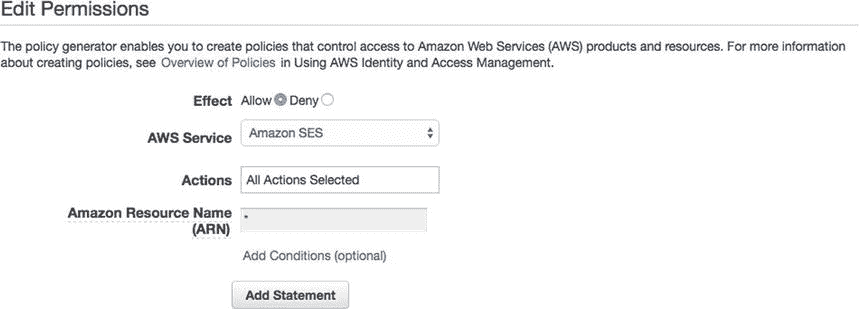 Edit Permissions
The policy generator enables you to create policies that control access to Amazon Web Services (AWS) products and resources. For more information
about creating policies, see Overview of Policies in Using AWS Identity and Access Management.
Effect Allow Deny
AWS Service Amazon SES
Actions All Actions Selected
Amazon Resource Name
(ARN) *
Add Conditions (optional)
Add Statement